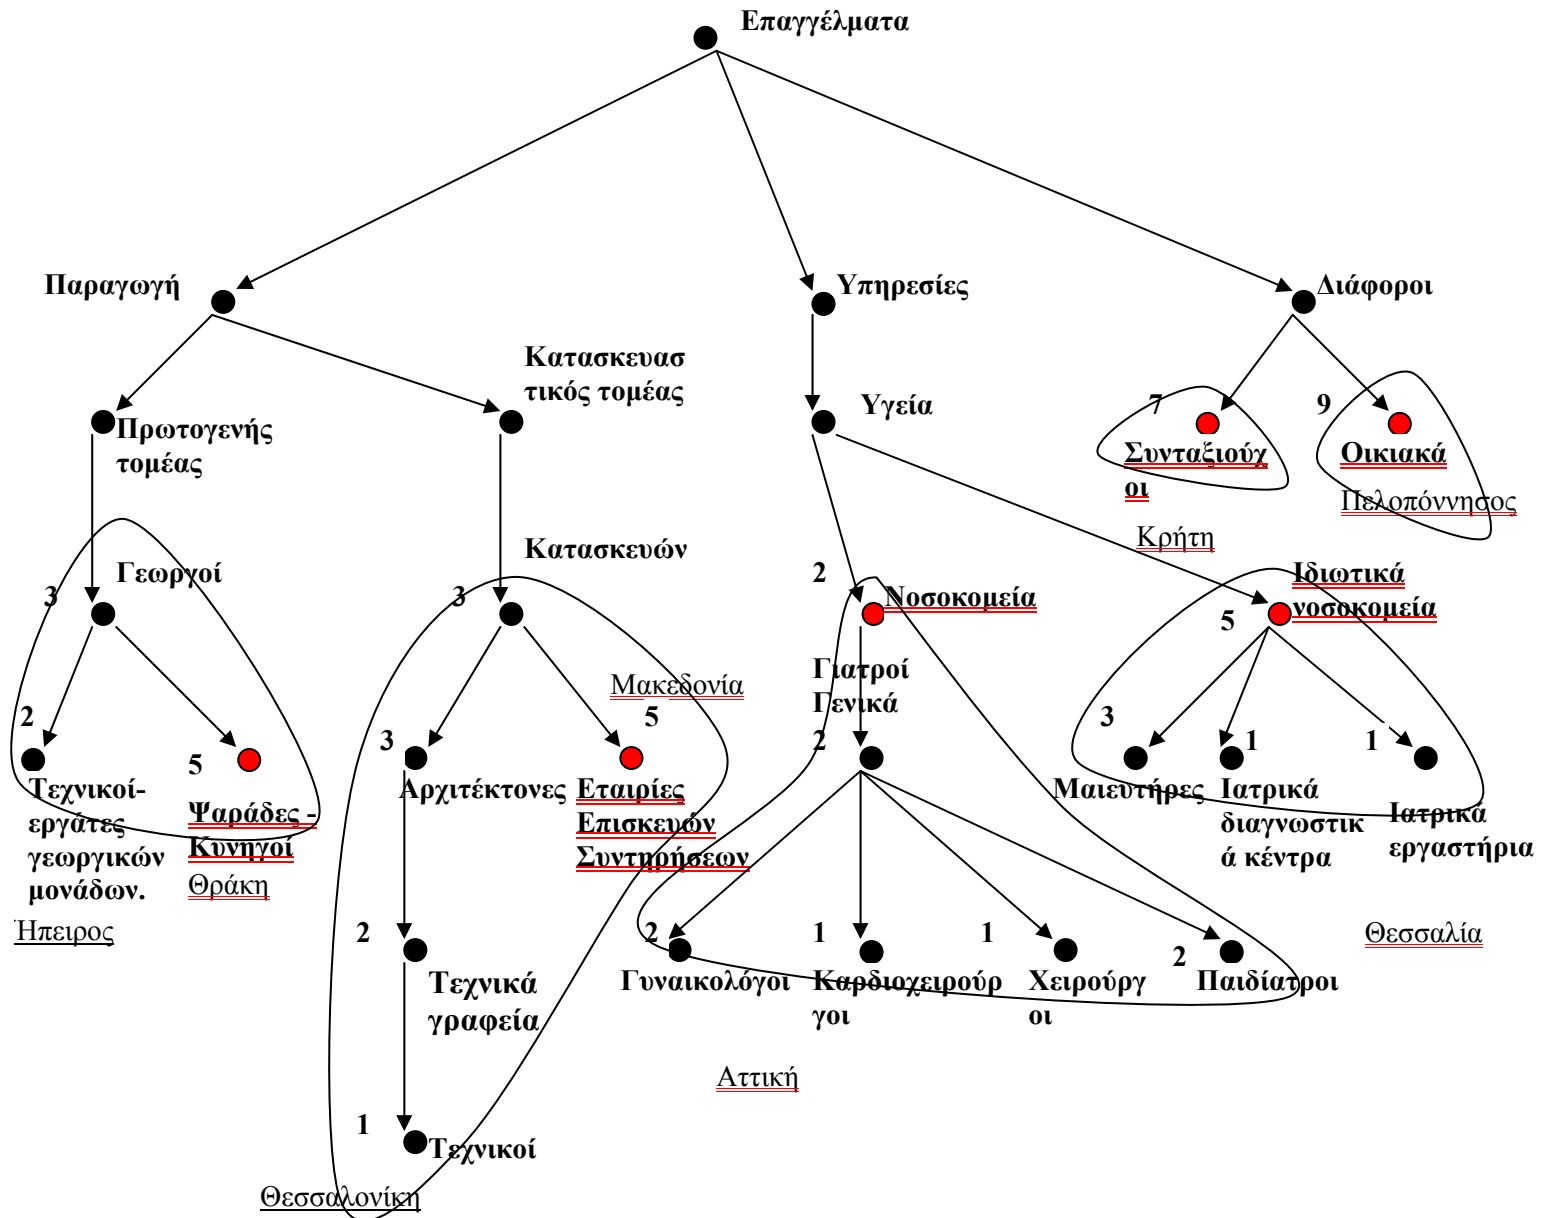 Επαγγέλματα
Παραγωγή
Υπηρεσίες
Διάφοροι
Κατασκευασ
τικός τομέας
Πρωτογενής
τομέας
Υγεία
7
Συνταξιούχ
οι
9
Οικιακά
Πελοπόννησος
Κρήτη
Γεωργοί
3
Κατασκευών
3
2
Νοσοκομεία
Ιδιωτικά
νοσοκομεία
5
Μακεδονία
Γιατροί
Γενικά
2
2
Τεχνικοί-
εργάτες
γεωργικών
μονάδων.
Ήπειρος
5
Ψαράδες -
Κυνηγοί
Θράκη
3
Αρχιτέκτονες
5
Εταιρίες
Επισκευών
Συντηρήσεων
3
Μαιευτήρες
1
Ιατρικά
διαγνωστικ
ά κέντρα
1
Ιατρικά
εργαστήρια
Θεσσαλία
2
Τεχνικά
γραφεία
2
Γυναικολόγοι
1
Καρδιοχειρούρ
γοι
1
Χειρούργ
οι
2
Παιδίατροι
Αττική
1
Τεχνικοί
Θεσσαλονίκη